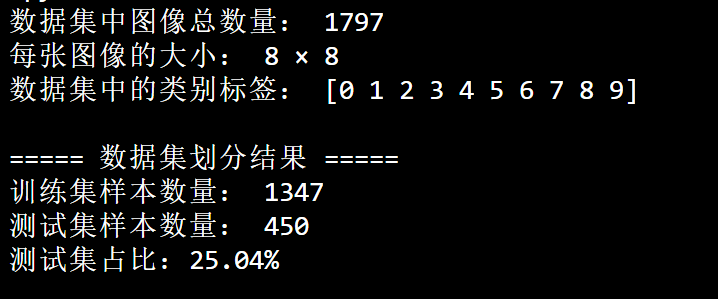 数据集中图像总数量： 1797
每张图像的大小： 8 × 8
数据集中的类别标签： [0 1 2 3 4 5 6 7 8 9]
===== 数据集划分结果 =====
训练集样本数量： 1347
测试集样本数量： 450
测试集占比：25.04%